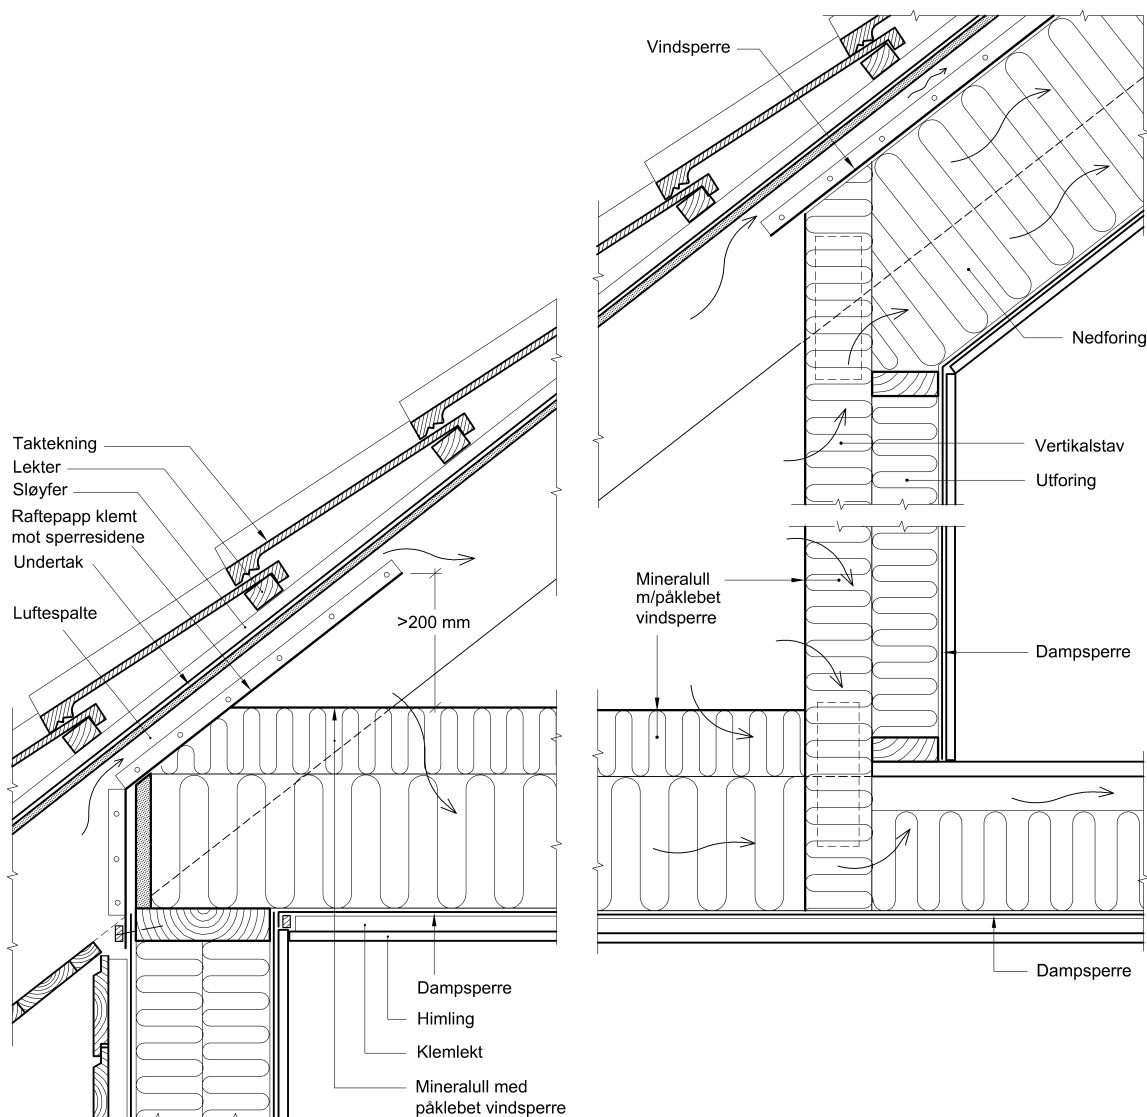 Taktekning
Lekter
Sløyfer
Raftepapp klemt
mot sperresidene
Undertak
Luftespalte
>200 mm
Dampsperre
Himling
Klemlekt
Mineralull med
påklebet vindsperre
Vindsperre
Nedforing
Vertikalstav
Utforing
Mineralull
m/påklebet
vindsperre
Dampsperre
Dampsperre